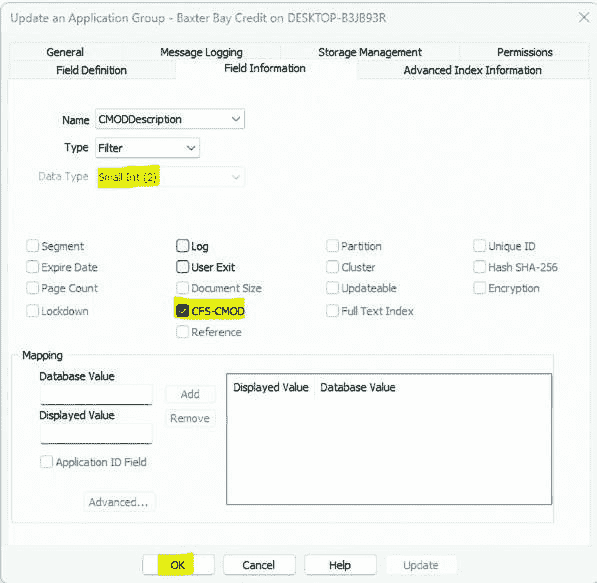 Update an Application Group - Baxter Bay Credit on DESKTOP-B3JB93R
General Message Logging Storage Management Permissions
Field Definition Field Information Advanced Index Information
Name CMODDescription
Type Filter
Data Type Small Int (2)
Segment Log Partition Unique ID
Expire Date User Exit Cluster Hash SHA-256
Page Count Document Size Updateable Encryption
Lockdown CFS-CMOD Full Text Index
Reference
Mapping
Database Value
Add
Displayed Value Database Value
Displayed Value
Remove
Application ID Field
Advanced...
OK Cancel Help Update